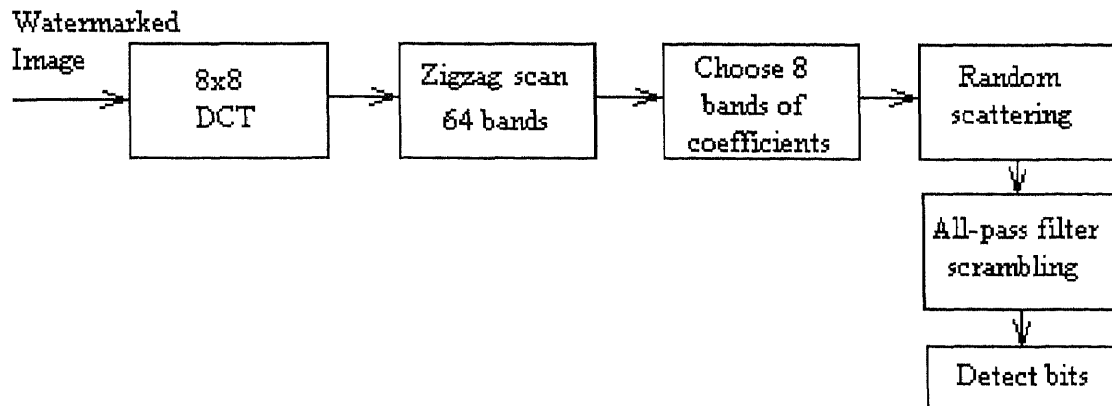 Watermarked
Image
8x8
DCT
Zigzag scan
64 bands
Choose 8
bands of
coefficients
Random
scattering
All-pass filter
scrambling
Detect bits